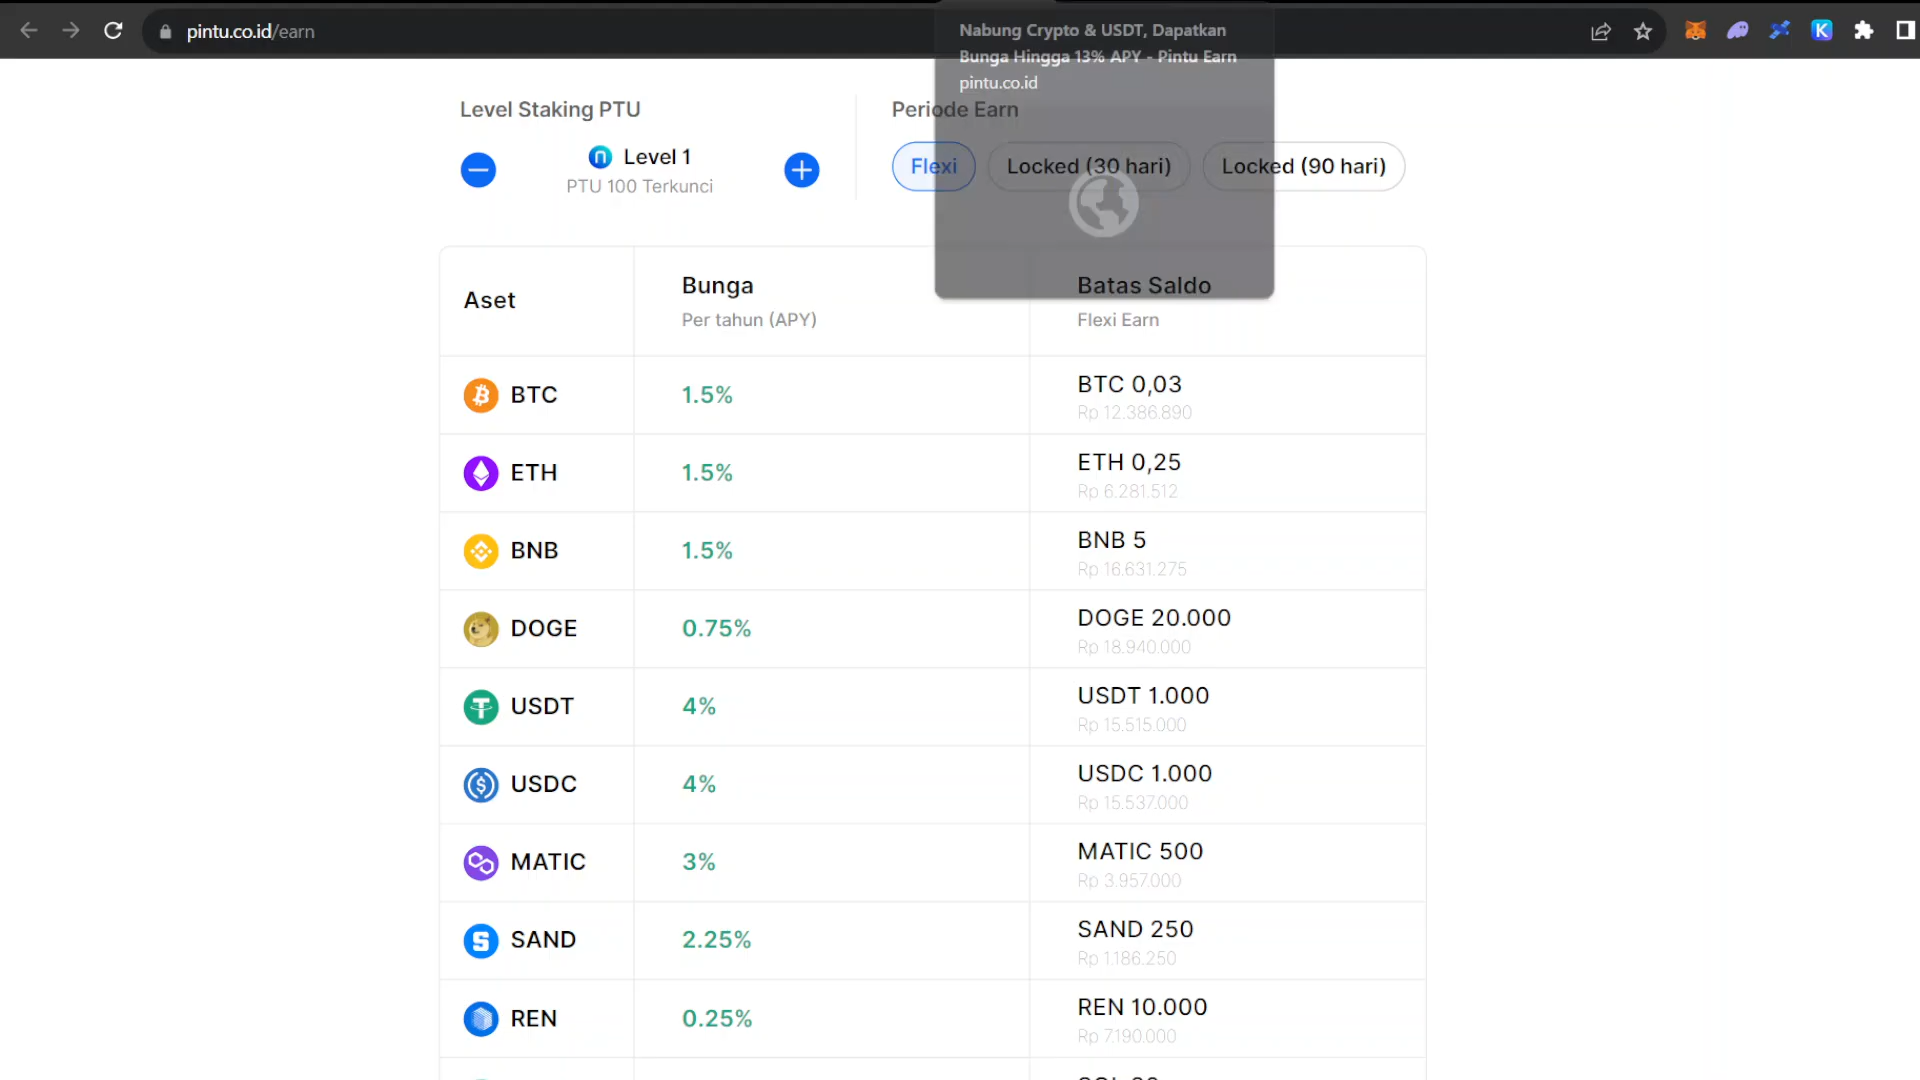 pintu.co.id/earn
Nabung Crypto & USDT, Dapatkan
Bunga Hingga 13% APY - Pintu Earn
pintu.co.id
Level Staking PTU
Level 1
PTU 100 Terkunci
Periode Earn
Flexi
Locked (30 hari)
Locked (90 hari)
Aset
Bunga
Per tahun (APY)
Batas Saldo
Flexi Earn
BTC
1.5%
BTC 0,03
Rp 12.386.890
ETH
1.5%
ETH 0,25
Rp 6.281.512
BNB
1.5%
BNB 5
Rp 16.631.275
DOGE
0.75%
DOGE 20.000
Rp 18.940.000
USDT
4%
USDT 1.000
Rp 15.515.000
USDC
4%
USDC 1.000
Rp 15.537.000
MATIC
3%
MATIC 500
Rp 3.957.000
SAND
2.25%
SAND 250
Rp 1.186.250
REN
0.25%
REN 10.000
Rp 7.190.000